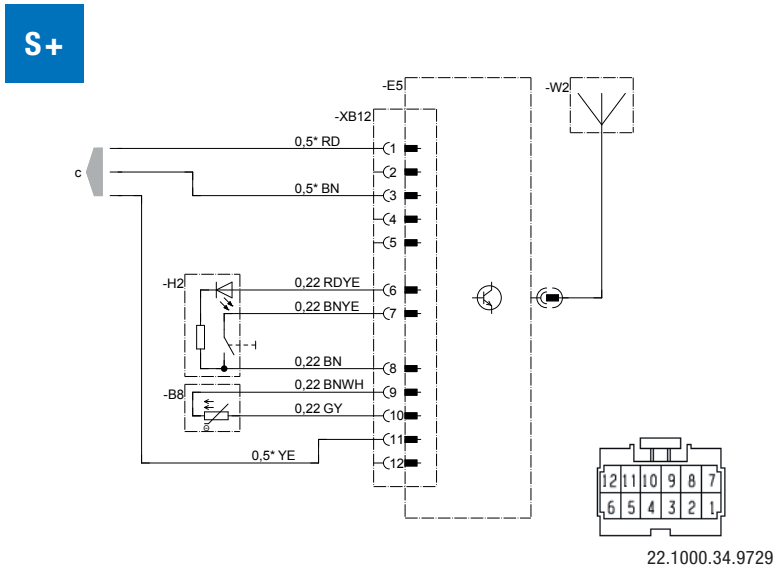 S+
-E5
-W2
-XB12
0,5* RD
1
c
2
0,5* BN
3
4
5
-H2
0,22 RDYE
6
0,22 BNYE
7
0,22 BN
8
-B8
0,22 BNWH
9
0,22 GY
10
11
0,5* YE
12
12 11 10 9 8 7
6 5 4 3 2 1
22.1000.34.9729